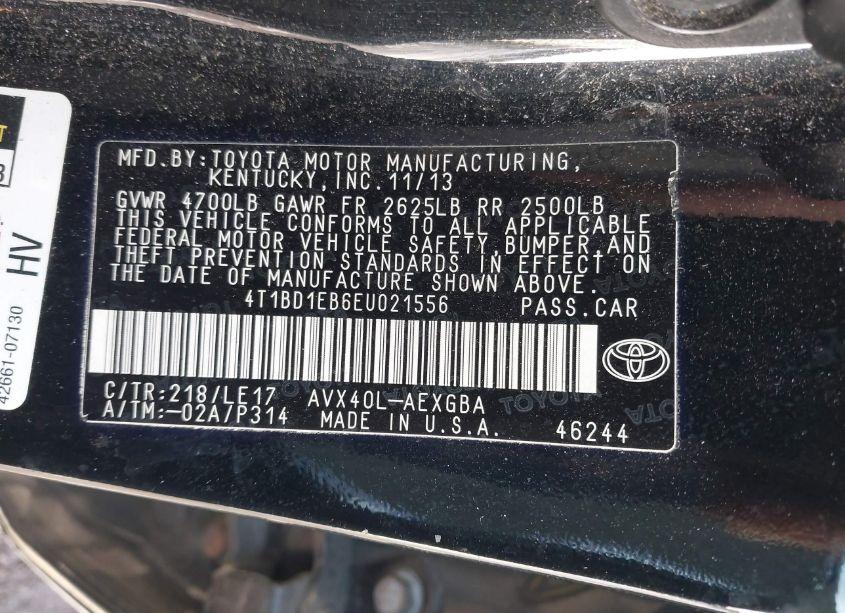 MFD.BY:TOYOTA MOTOR MANUFACTURING,
KENTUCKY, INC. 11/13
GVWR 4700LB GAWR FR 2625LB RR 2500LB
THIS VEHICLE CONFORMS TO ALL APPLICABLE
FEDERAL MOTOR VEHICLE SAFETY, BUMPER, AND
THEFT PREVENTION STANDARDS IN EFFECT ON
THE DATE OF MANUFACTURE SHOWN ABOVE.
4T1BD1EB6EU021556 PASS.CAR
C/TR:218/LE17 AVX40L-AEXGBA
A/TM:-02A/P314 MADE IN U.S.A. 46244
HV
42661-07130